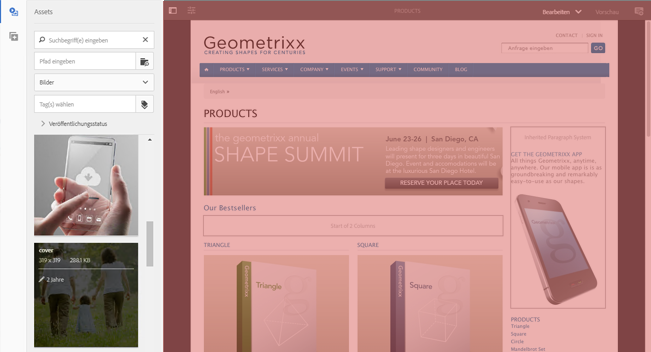 Assets
Suchbegriff(e) eingeben
Pfad eingeben
Bilder
Tag(s) wählen
Veröffentlichungsstatus
cover
319 x 319 288.1 KB
2 Jahre
PRODUCTS
Bearbeiten
Vorschau
Geometrixx
CREATING SHAPES FOR CENTURIES
CONTACT SIGN IN
Anfrage eingeben
GO
PRODUCTS SERVICES COMPANY EVENTS SUPPORT COMMUNITY BLOG
English
PRODUCTS
the geometrixx annual
SHAPE SUMMIT
June 23-26 | San Diego, CA
Leading shape designers and engineers
will present for three days in beautiful San
Diego. Events and accomodation will be
at the luxurious San Diego Hotel.
RESERVE YOUR PLACE TODAY
Our Bestsellers
Start of 2 Columns
TRIANGLE
SQUARE
Geometrixx
Triangle
Geometrixx
Square
Inherited Paragraph System
GET THE GEOMETRIXX APP
All things Geometrixx, anytime,
anywhere. Our mobile app is as
groundbreaking and remarkably
easy-to-use as our shapes.
PRODUCTS
Triangle
Square
Circle
Mandelbrot Set